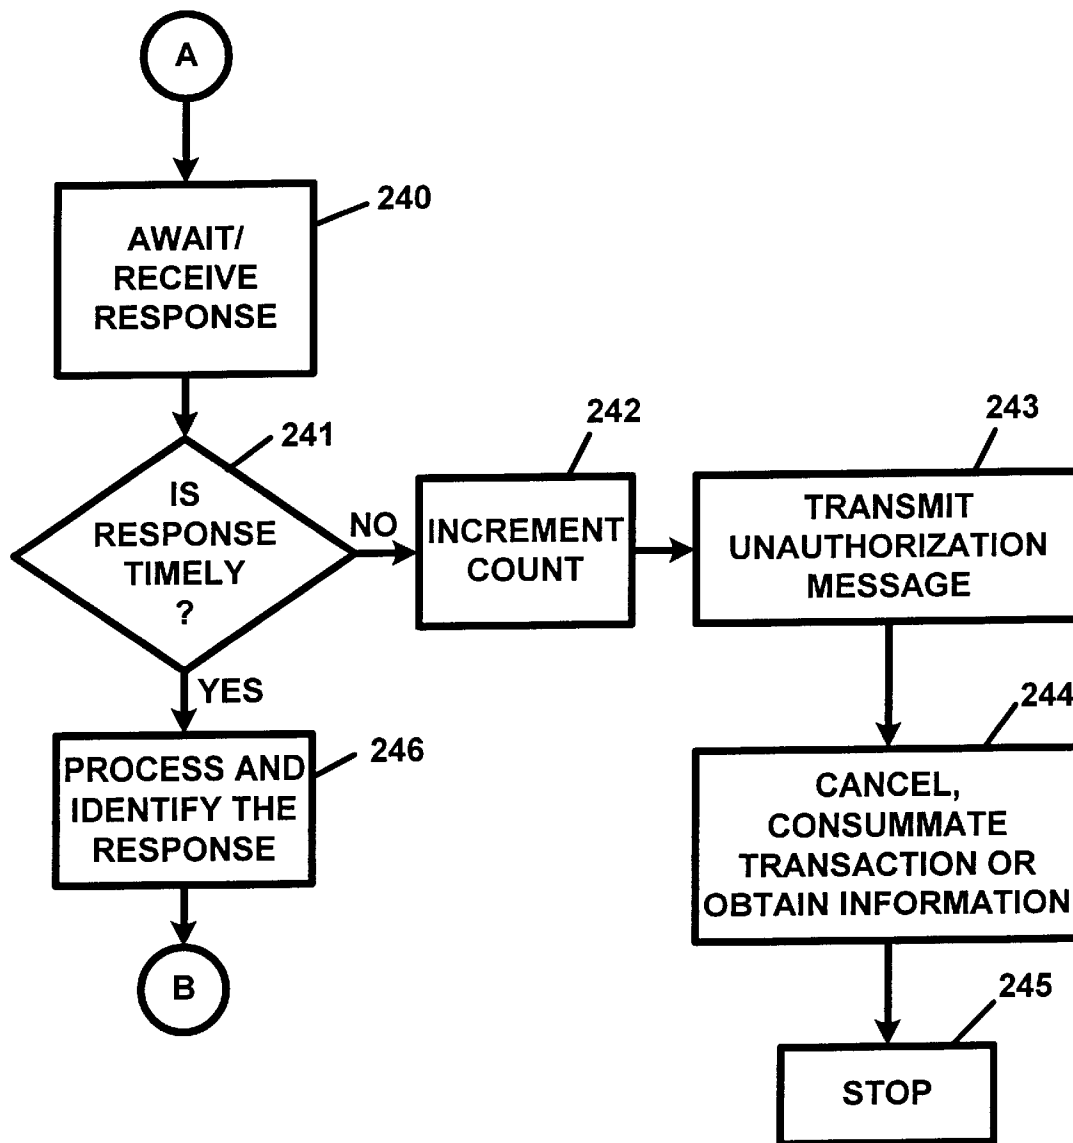 A
240
AWAIT/
RECEIVE
RESPONSE
241
IS
RESPONSE
TIMELY
?
NO
242
INCREMENT
COUNT
243
TRANSMIT
UNAUTHORIZATION
MESSAGE
YES
244
CANCEL,
CONSUMMATE
TRANSACTION OR
OBTAIN INFORMATION
246
PROCESS AND
IDENTIFY THE
RESPONSE
B
245
STOP